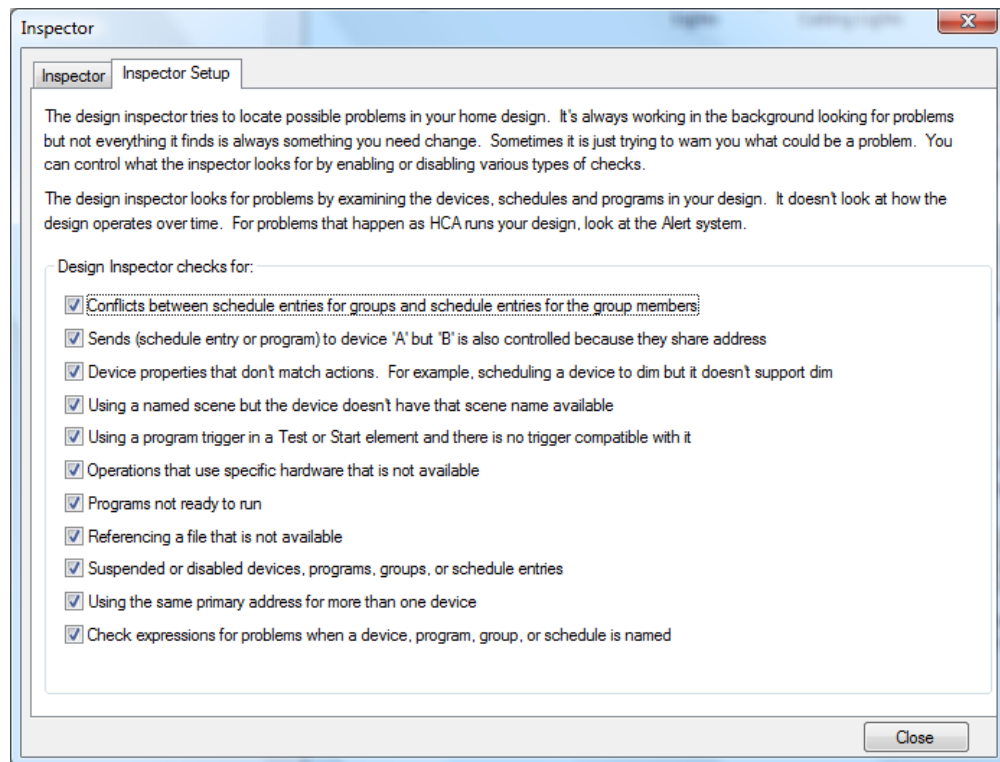 Inspector
Inspector
Inspector Setup
The design inspector tries to locate possible problems in your home design. It's always working in the background looking for problems
but not everything it finds is always something you need change. Sometimes it is just trying to warn you what could be a problem. You
can control what the inspector looks for by enabling or disabling various types of checks.
The design inspector looks for problems by examining the devices, schedules and programs in your design. It doesn't look at how the
design operates over time. For problems that happen as HCA runs your design, look at the Alert system.
Design Inspector checks for:
Conflicts between schedule entries for groups and schedule entries for the group members
Sends (schedule entry or program) to device 'A' but 'B' is also controlled because they share address
Device properties that don't match actions. For example, scheduling a device to dim but it doesn't support dim
Using a named scene but the device doesn't have that scene name available
Using a program trigger in a Test or Start element and there is no trigger compatible with it
Operations that use specific hardware that is not available
Programs not ready to run
Referencing a file that is not available
Suspended or disabled devices, programs, groups, or schedule entries
Using the same primary address for more than one device
Check expressions for problems when a device, program, group, or schedule is named
Close